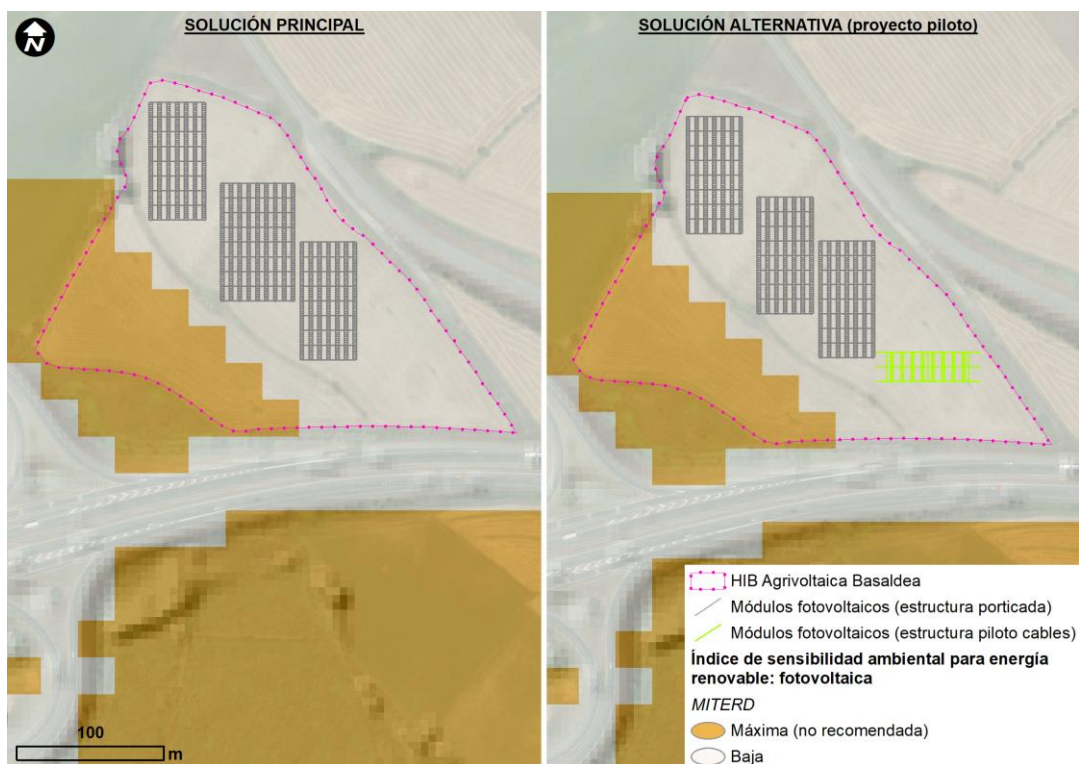 SOLUCIÓN PRINCIPAL
SOLUCIÓN ALTERNATIVA (proyecto piloto)
N
HIB Agrivoltaica Basaldea
Módulos fotovoltaicos (estructura porticada)
Módulos fotovoltaicos (estructura piloto cables)
Índice de sensibilidad ambiental para energía
renovable: fotovoltaica
MITERD
Máxima (no recomendada)
Baja
100
m